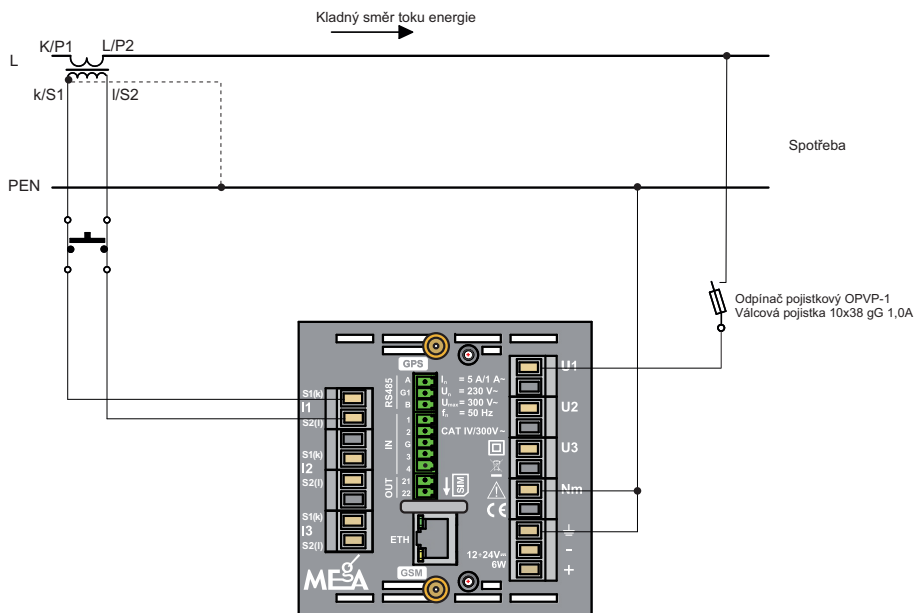 Kladný směr toku energie
K/P1 L/P2
L
k/S1 l/S2
Spotřeba
PEN
Odpínač pojistkový OPVP-1
Válcová pojistka 10x38 gG 1,0A
GPS
RS485
A
G1
B
In = 5 A/1 A~
Un = 230 V~
Umax = 300 V~
fn = 50 Hz
CAT IV/300V~
U1
U2
U3
Nm
S1(k)
I1
S2(l)
S1(k)
I2
S2(l)
S1(k)
I3
S2(l)
IN
1
2
G
3
4
OUT
21
22
SIM
CE
ETH
12÷24V
6W
-
+
MEgA
GSM